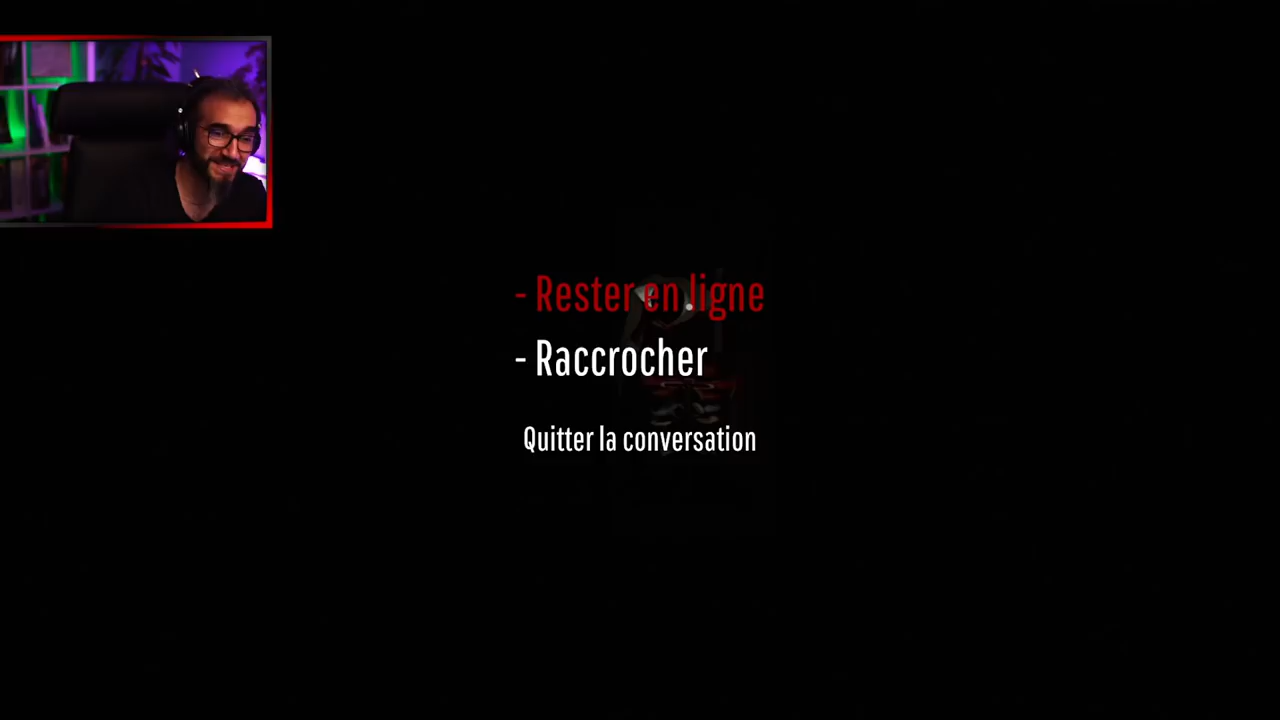 - Rester en ligne
- Raccrocher
Quitter la conversation